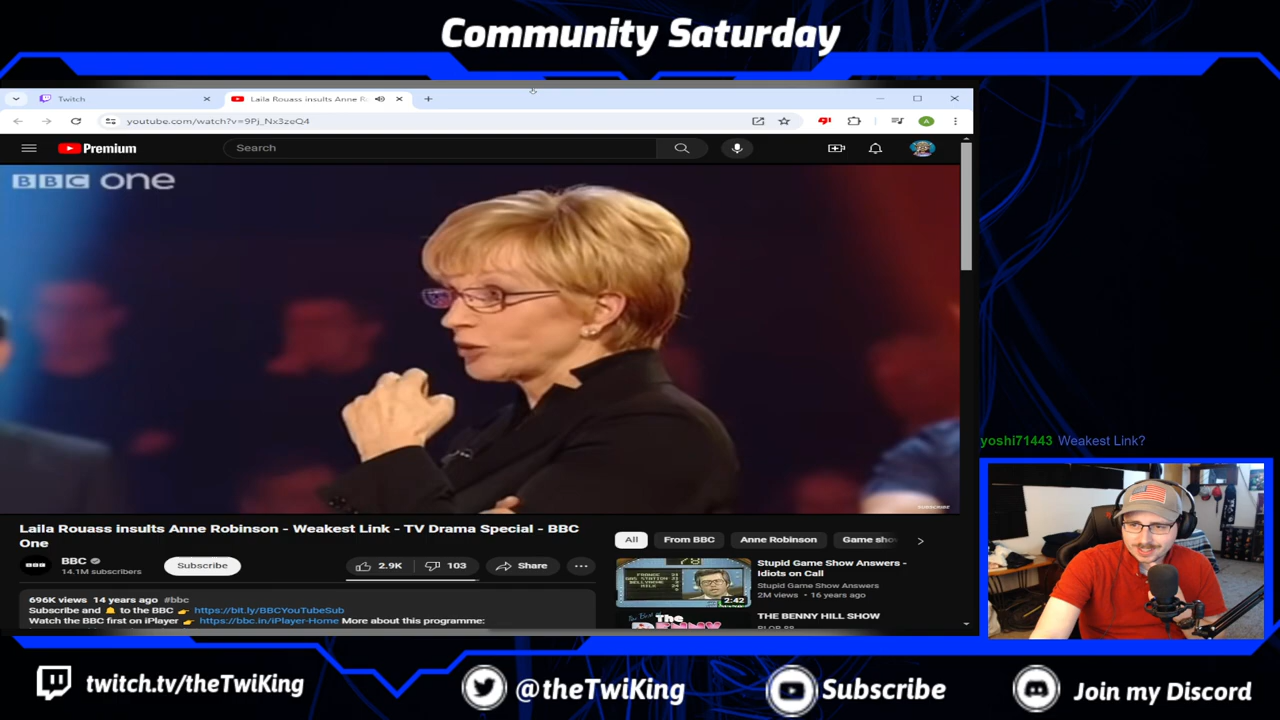 Community Saturday
Twitch
Laila Rouass insults Anne R
youtube.com/watch?v=9Pj_Nx3zeQ4
Premium
Search
BBC one
SUBSCRIBE
Laila Rouass insults Anne Robinson - Weakest Link - TV Drama Special - BBC
One
BBC
14.1M subscribers
Subscribe
2.9K
103
Share
696K views 14 years ago #bbc
Subscribe and 🔔 to the BBC 👉 https://bit.ly/BBCYouTubeSub
Watch the BBC first on iPlayer 👉 https://bbc.in/iPlayer-Home More about this programme:
All
From BBC
Anne Robinson
Game sho
Stupid Game Show Answers -
Idiots on Call
Stupid Game Show Answers
2M views • 16 years ago
2:42
THE BENNY HILL SHOW
The
yoshi71443 Weakest Link?
twitch.tv/theTwiKing
@theTwiKing
Subscribe
Join my Discord